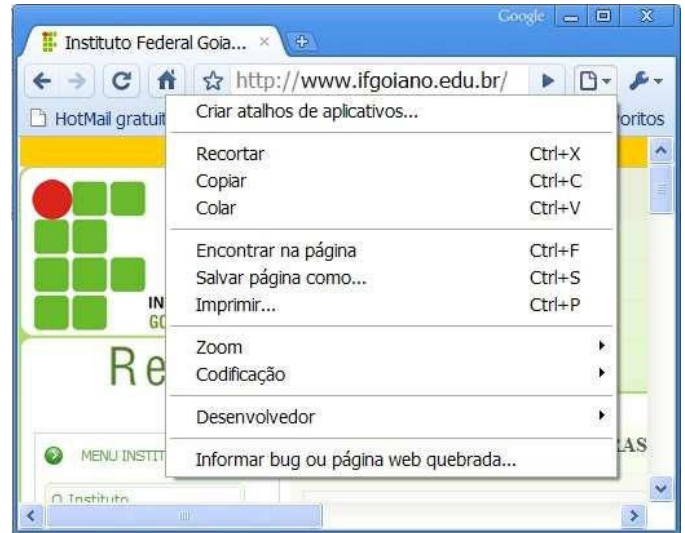 Google
Instituto Federal Goia...
http://www.ifgoiano.edu.br/
HotMail gratuit
oritos
Criar atalhos de aplicativos...
Recortar Ctrl+X
Copiar Ctrl+C
Colar Ctrl+V
Encontrar na página Ctrl+F
Salvar página como... Ctrl+S
Imprimir... Ctrl+P
IN
GO
Zoom
Re
Codificação
Desenvolvedor
MENU INSTIT
AS
Informar bug ou página web quebrada...
O Instituto